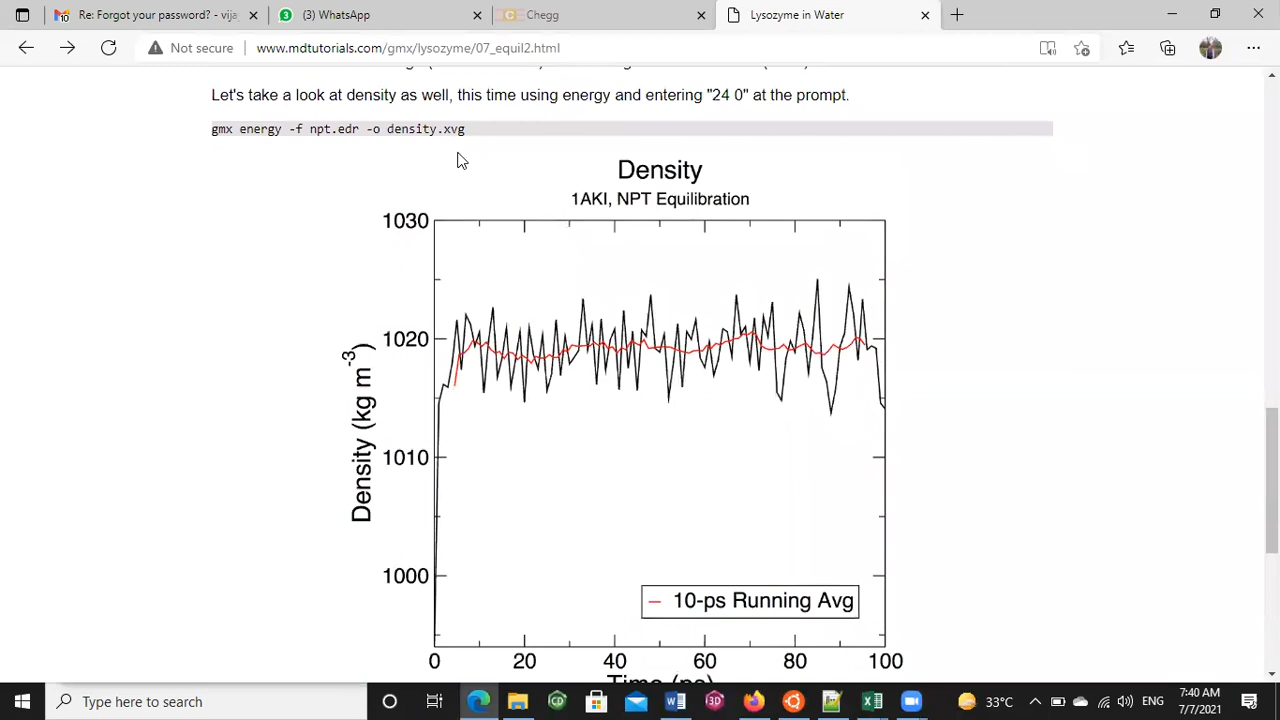 Re: Forgot your password? - vija
(3) WhatsApp
Chegg
Lysozyme in Water
Not secure
www.mdtutorials.com/gmx/lysozyme/07_equil2.html
Let's take a look at density as well, this time using energy and entering "24 0" at the prompt.
gmx energy -f npt.edr -o density.xvg
Density
1AKI, NPT Equilibration
1030
1020
1010
1000
Density (kg m-3)
10-ps Running Avg
0 20 40 60 80 100
Time (ps)
Type here to search
33°C
ENG
7:40 AM
7/7/2021